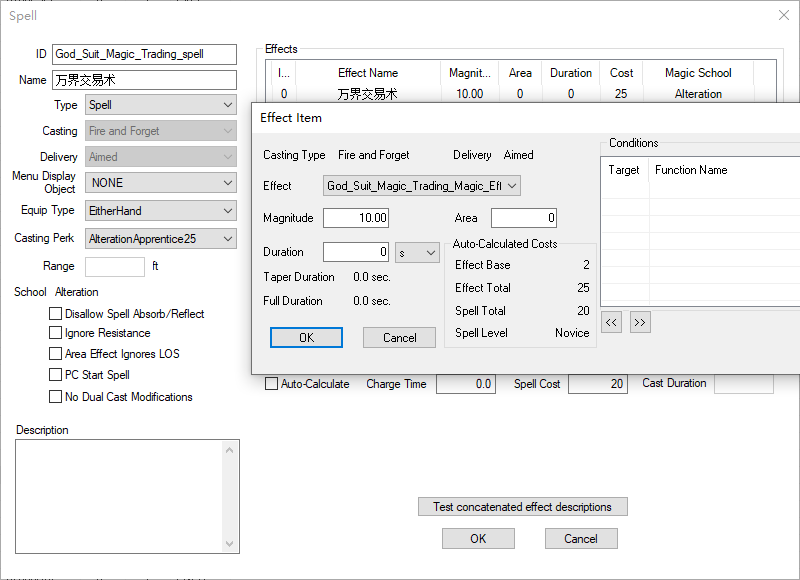 Spell
ID God_Suit_Magic_Trading_spell
Name 万界交易术
Type Spell
Casting Fire and Forget
Delivery Aimed
Menu Display Object NONE
Equip Type EitherHand
Casting Perk AlterationApprentice25
Range ft
School Alteration
Disallow Spell Absorb/Reflect
Ignore Resistance
Area Effect Ignores LOS
PC Start Spell
No Dual Cast Modifications
Description
Effects
I... Effect Name Magnit... Area Duration Cost Magic School
0 万界交易术 10.00 0 0 25 Alteration
Effect Item
Casting Type Fire and Forget Delivery Aimed
Effect God_Suit_Magic_Trading_Magic_Eff
Magnitude 10.00 Area 0
Duration 0 s
Taper Duration 0.0 sec.
Full Duration 0.0 sec.
OK Cancel
Auto-Calculated Costs
Effect Base 2
Effect Total 25
Spell Total 20
Spell Level Novice
Conditions
Target Function Name
<< >>
Auto-Calculate Charge Time 0.0 Spell Cost 20 Cast Duration
Test concatenated effect descriptions
OK Cancel